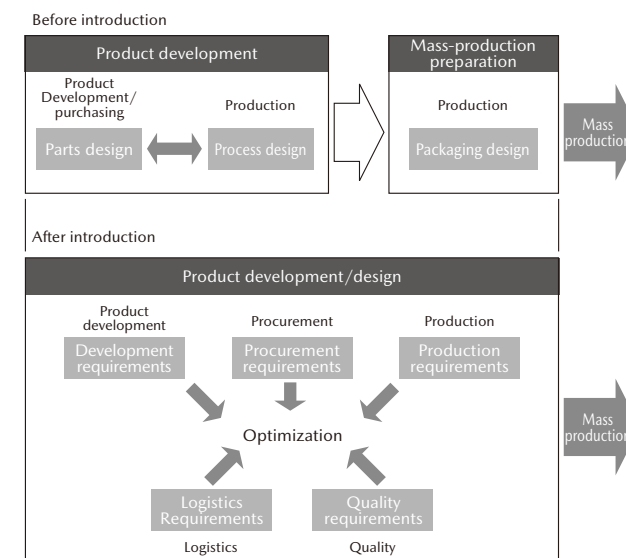 Before introduction
Product development
Mass-production
preparation
Product
Development/
purchasing
Production
Production
Parts design
Process design
Packaging design
Mass
production
After introduction
Product development/design
Product
development
Procurement
Production
Development
requirements
Procurement
requirements
Production
requirements
Optimization
Mass
production
Logistics
Requirements
Quality
requirements
Logistics
Quality